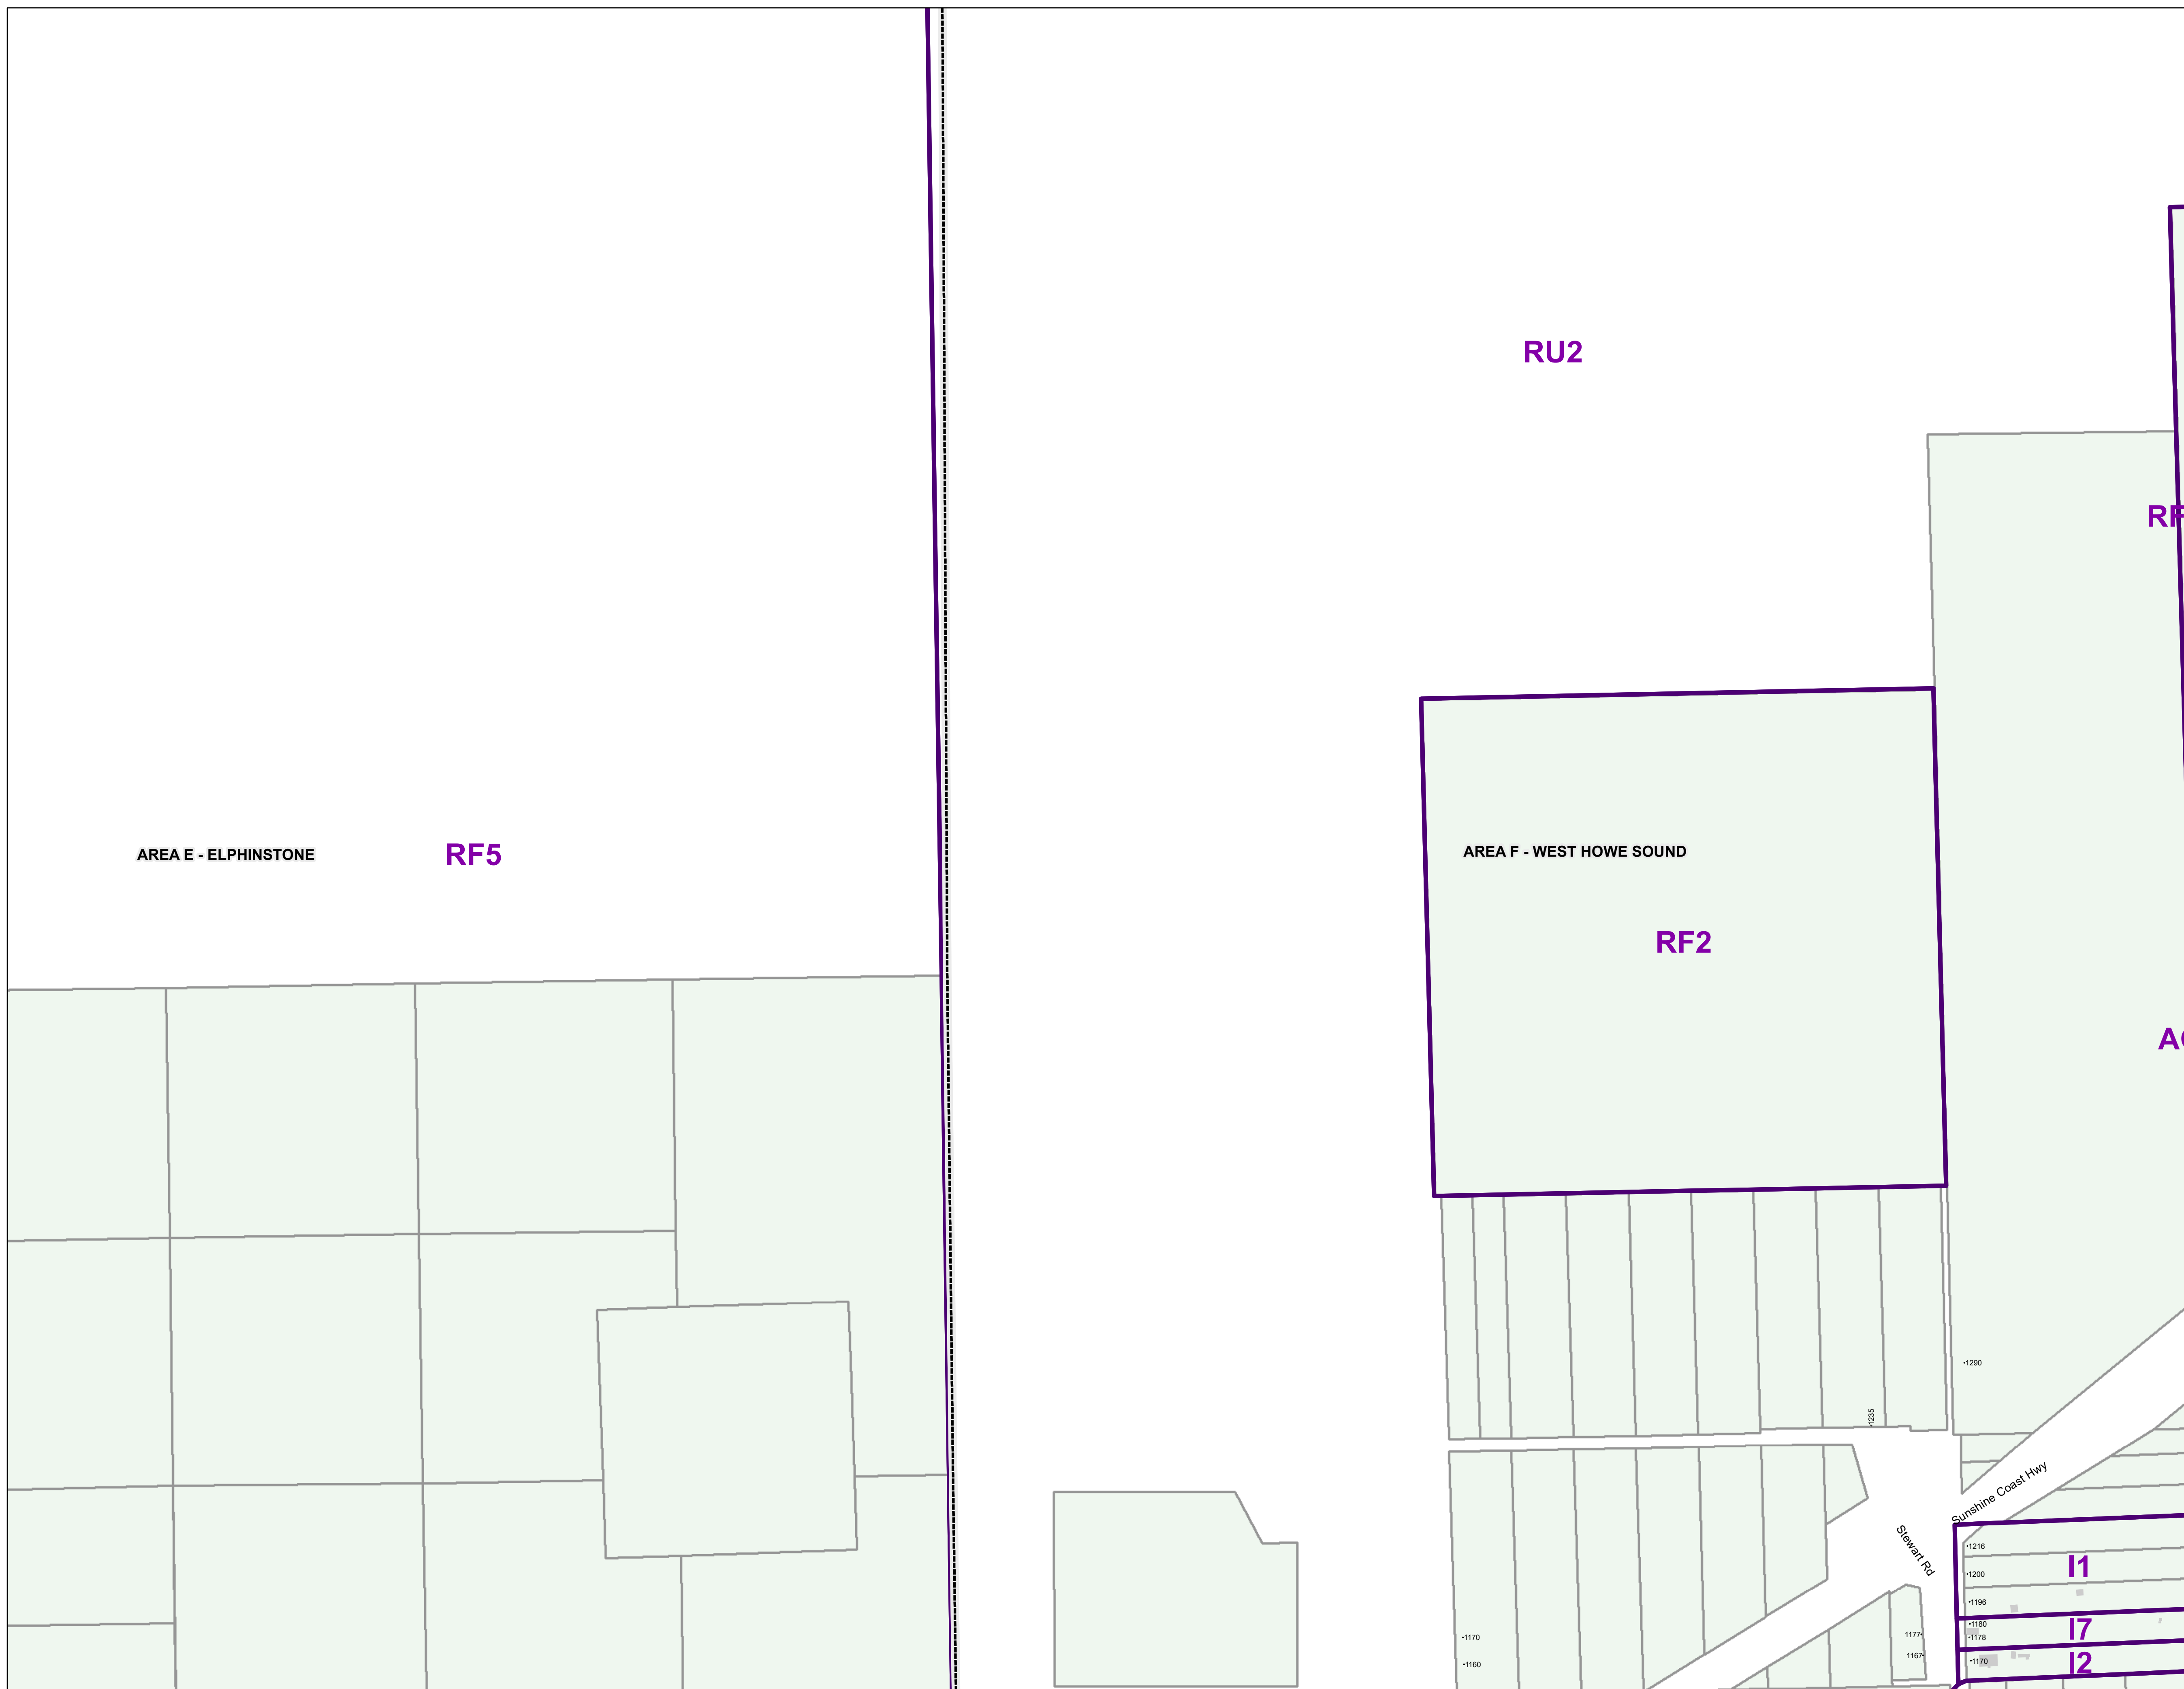 RU2
AREA E - ELPHINSTONE
RF5
AREA F - WEST HOWE SOUND
RF2
1290
1235
Sunshine Coast Hwy
Stewart Rd
1216
1200
I1
1196
1180
1178
I7
1177
1167
1170
I2
1170
1160